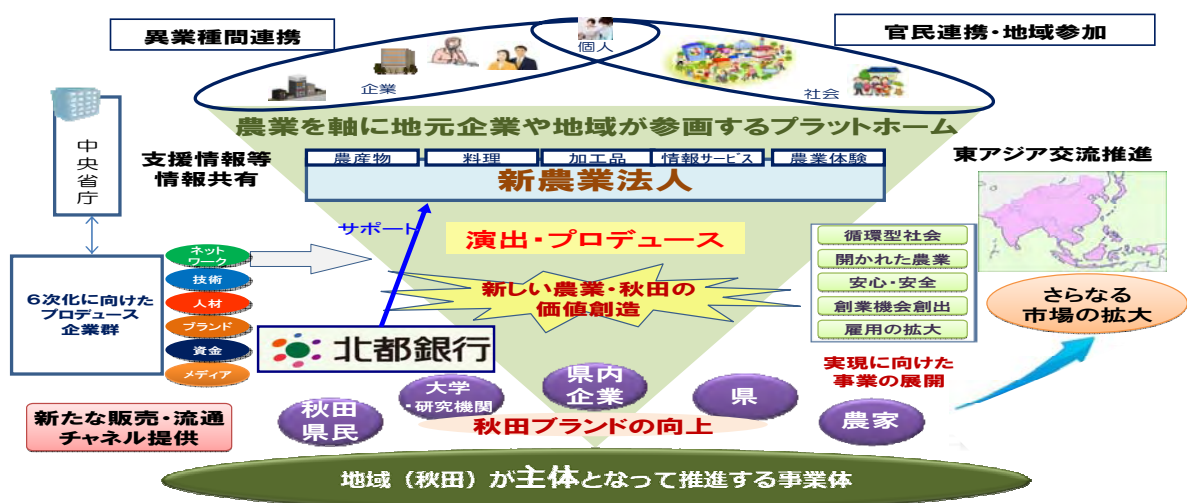 異業種間連携
官民連携・地域参加
個人
企業
社会
農業を軸に地元企業や地域が参画するプラットホーム
中央省庁
支援情報等
情報共有
農産物
料理
加工品
情報サービス
農業体験
新農業法人
東アジア交流推進
サポート
演出・プロデュース
新しい農業・秋田の
価値創造
ネット
ワーク
技術
人材
ブランド
資金
メディア
6次化に向けた
プロデュース
企業群
北都銀行
循環型社会
開かれた農業
安心・安全
創業機会創出
雇用の拡大
さらなる
市場の拡大
実現に向けた
事業の展開
新たな販売・流通
チャネル提供
秋田
県民
大学
・研究機関
県内
企業
県
農家
秋田ブランドの向上
地域（秋田）が主体となって推進する事業体